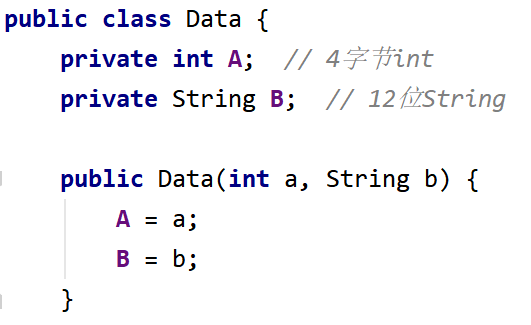 public class Data {
private int A;  // 4字节int
private String B;  // 12位String
public Data(int a, String b) {
A = a;
B = b;
}